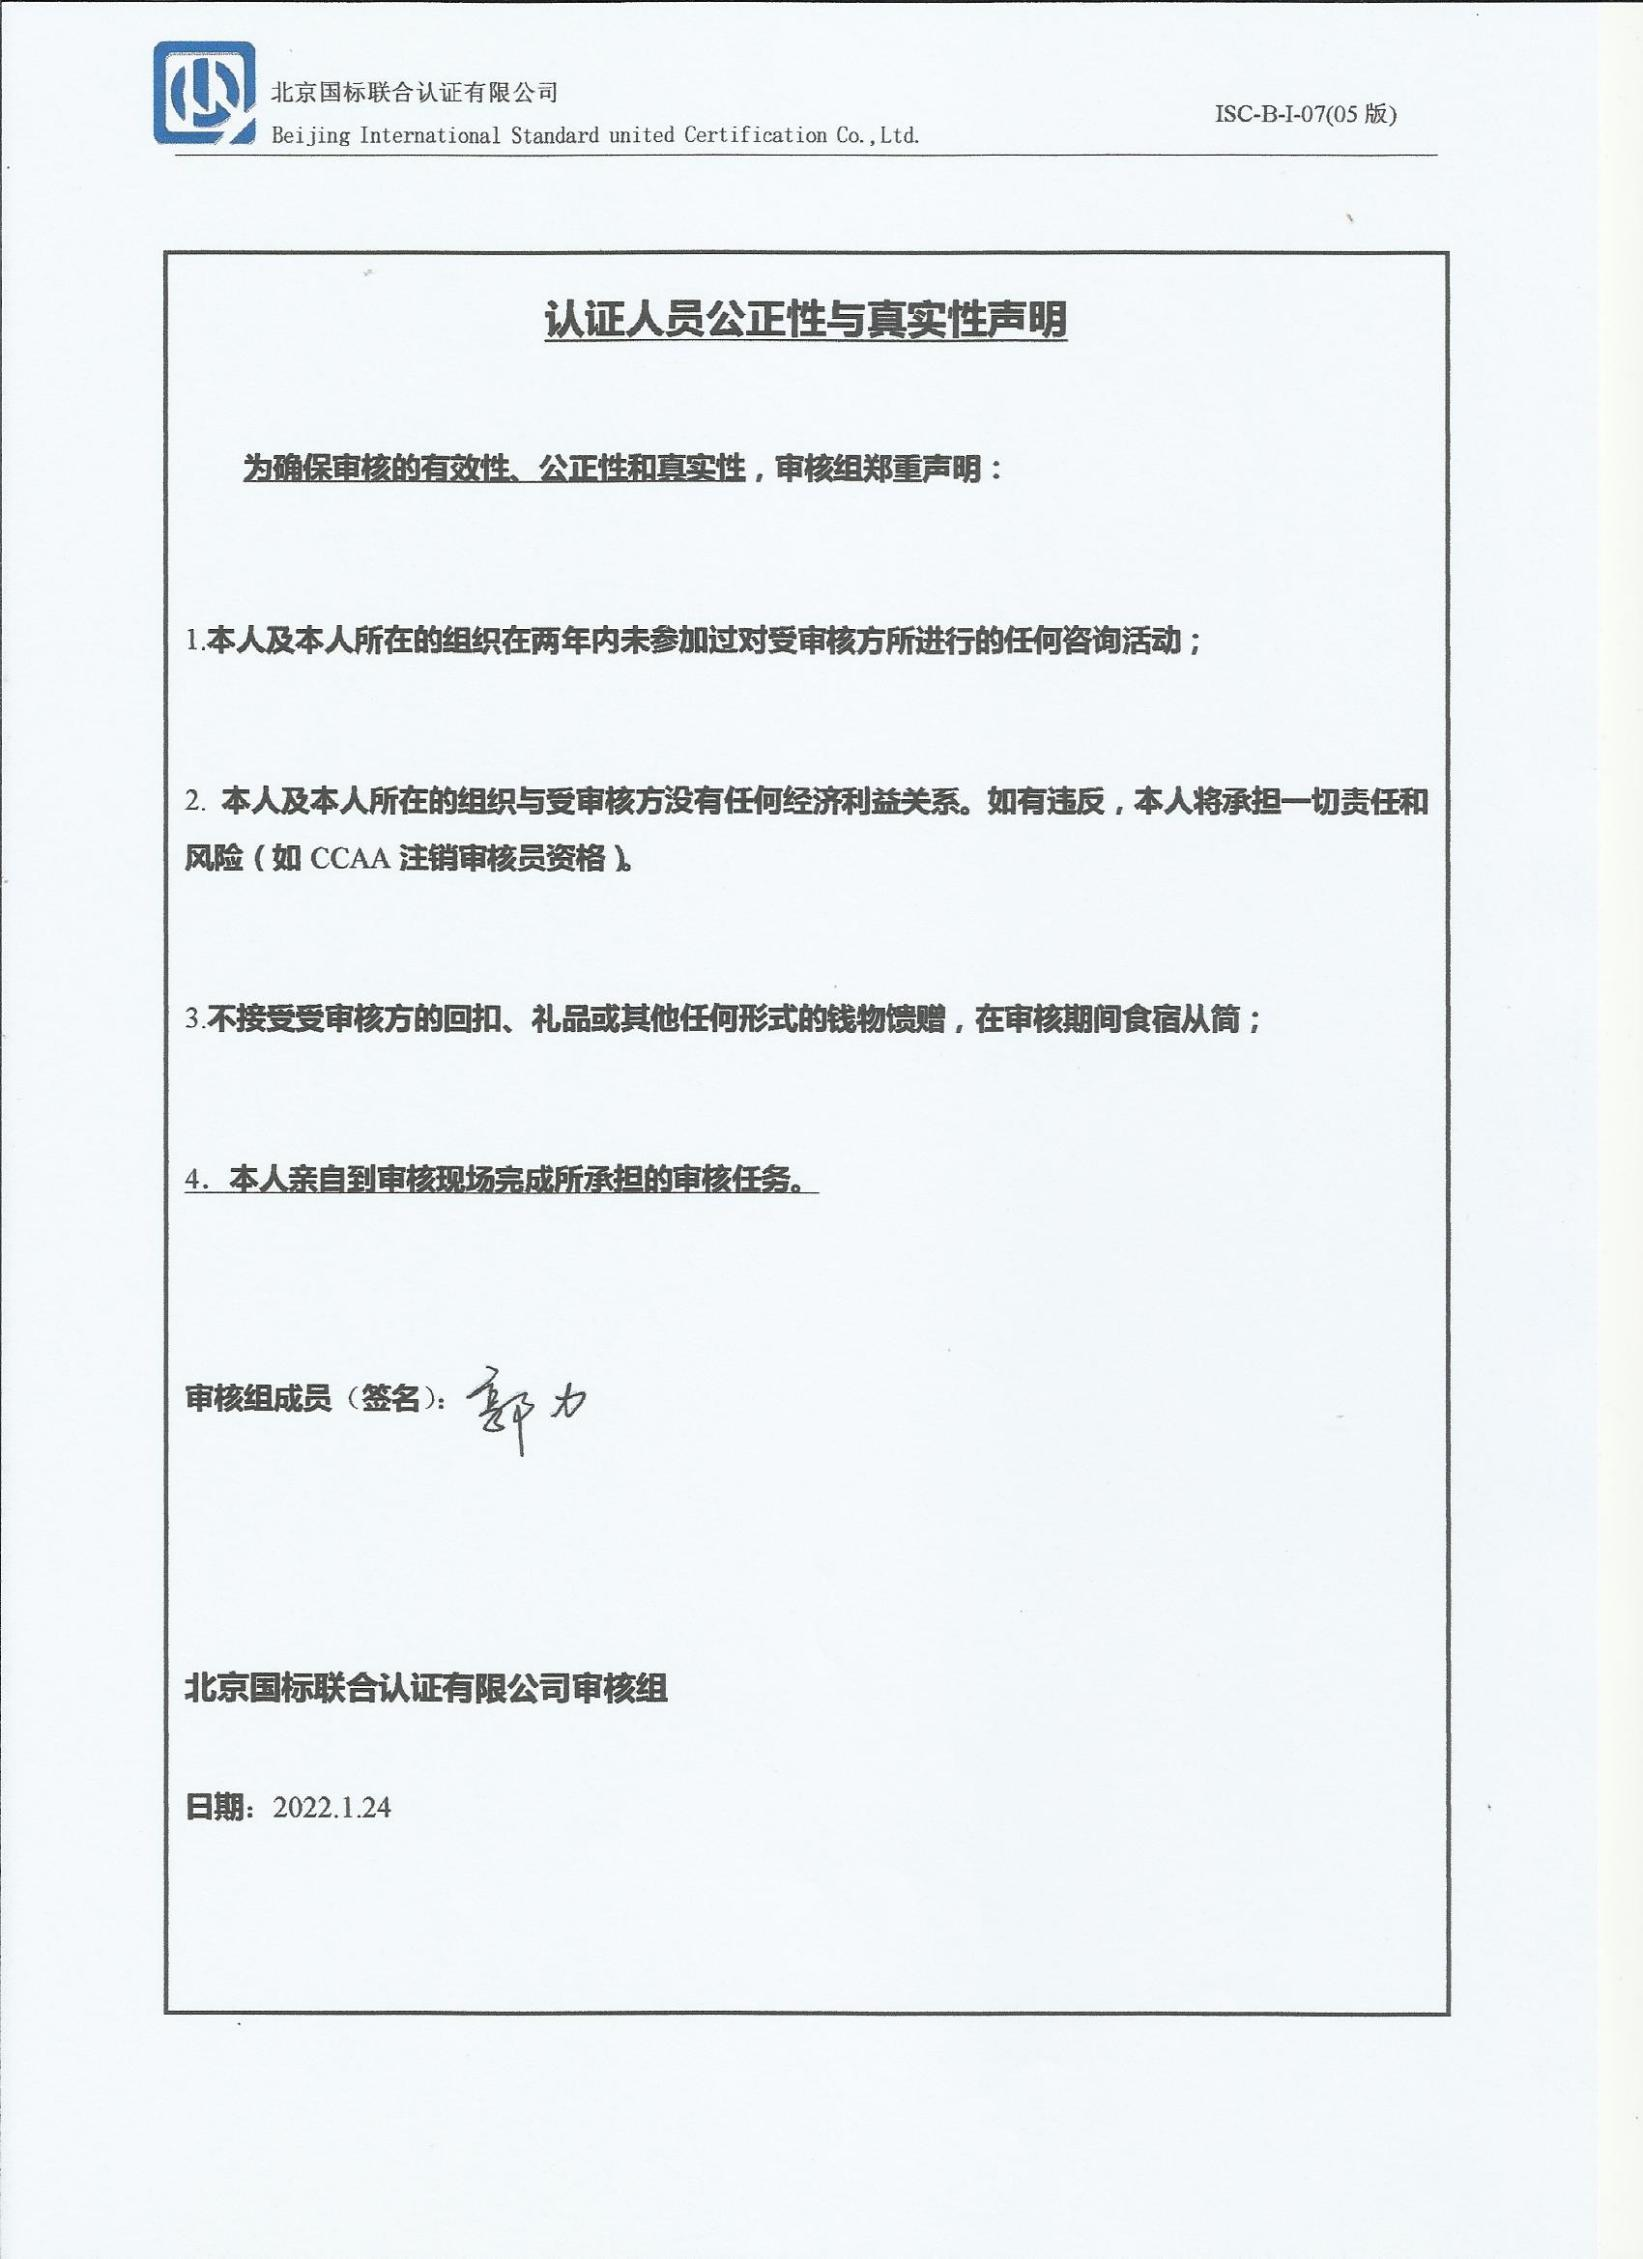 北京国标联合认证有限公司
Beijing International Standard united Certification Co.,Ltd.
ISC-B-I-07(05 版)
认证人员公正性与真实性声明
为确保审核的有效性、公正性和真实性，审核组郑重声明：
1.本人及本人所在的组织在两年内未参加过对受审核方所进行的任何咨询活动；
2. 本人及本人所在的组织与受审核方没有任何经济利益关系。如有违反，本人将承担一切责任和
风险（如 CCAA 注销审核员资格）。
3.不接受受审核方的回扣、礼品或其他任何形式的钱物馈赠，在审核期间食宿从简；
4. 本人亲自到审核现场完成所承担的审核任务。
审核组成员（签名）：郭力
北京国标联合认证有限公司审核组
日期：2022.1.24